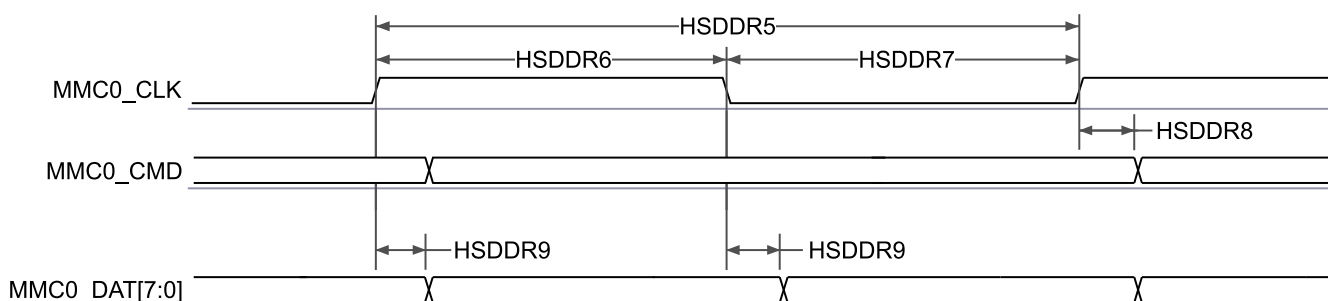 HSDDR5
HSDDR6 HSDDR7
MMC0_CLK
HSDDR8
MMC0_CMD
HSDDR9 HSDDR9
MMC0_DAT[7:0]